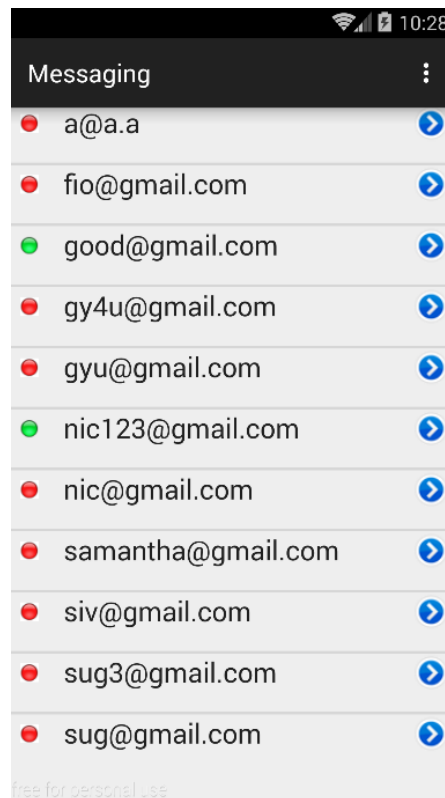 10:28
Messaging
a@a.a
fio@gmail.com
good@gmail.com
gy4u@gmail.com
gyu@gmail.com
nic123@gmail.com
nic@gmail.com
samantha@gmail.com
siv@gmail.com
sug3@gmail.com
sug@gmail.com
free for personal use